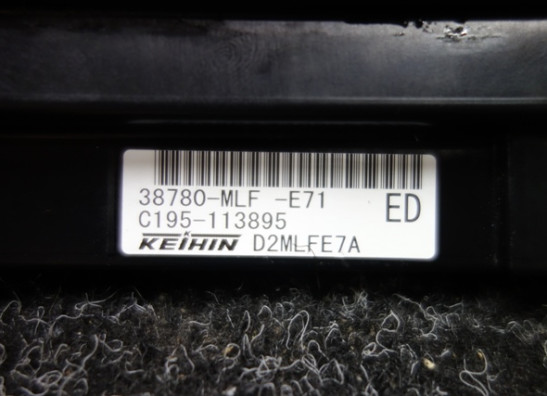 38780-MLF -E71
ED
C195-113895
KEIHIN D2MLFE7A